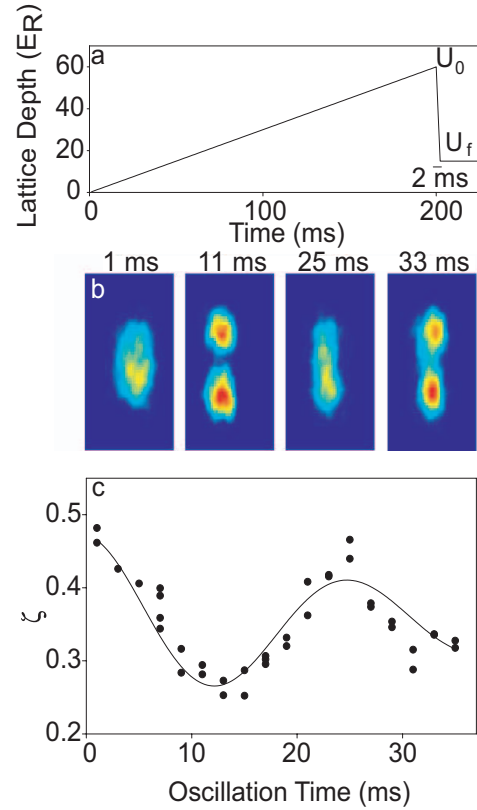 a
Lattice Depth (E_R)
60
40
20
0
U_0
U_f
2 ms
0
100
200
Time (ms)
1 ms
11 ms
25 ms
33 ms
b
c
0.5
0.4
0.3
0.2
ζ
0
10
20
30
Oscillation Time (ms)